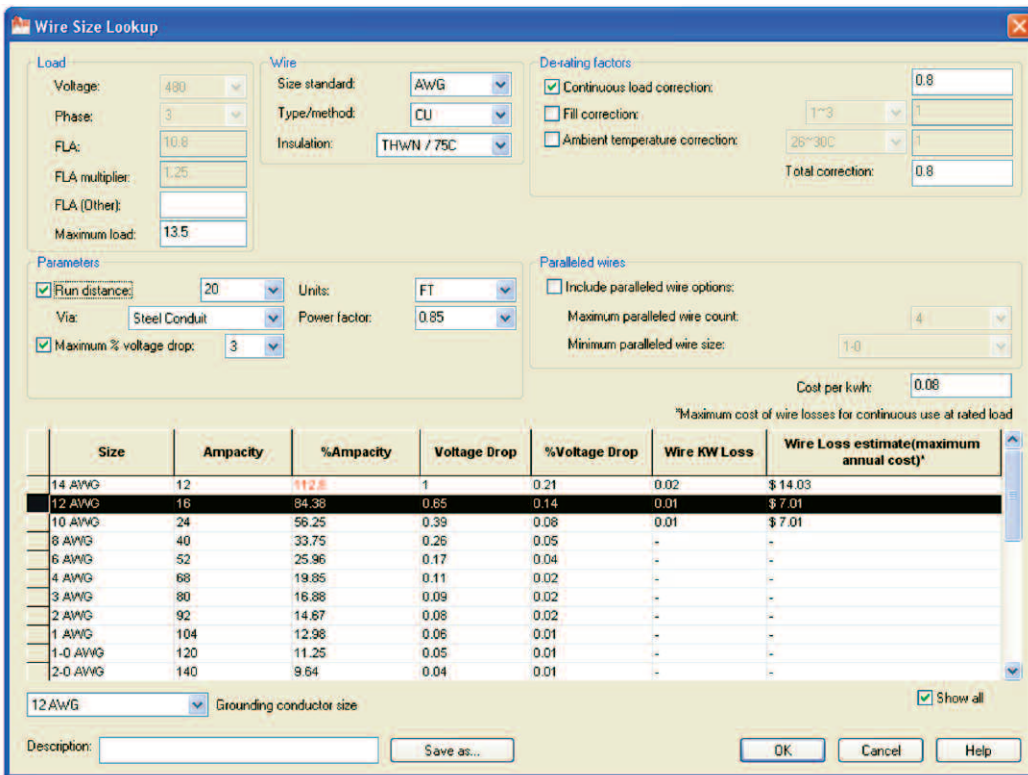 Wire Size Lookup
Load
Voltage: 480
Phase: 3
FLA: 10.8
FLA multiplier: 1.25
FLA (Other):
Maximum load: 13.5
Wire
Size standard: AWG
Type/method: CU
Insulation: THWN / 75C
De-rating factors
Continuous load correction: 0.8
Fill correction: 1~3 1
Ambient temperature correction: 26~30C 1
Total correction: 0.8
Parameters
Run distance: 20 Units: FT
Via: Steel Conduit Power factor: 0.85
Maximum % voltage drop: 3
Paralleled wires
Include paralleled wire options:
Maximum paralleled wire count: 4
Minimum paralleled wire size: 1-0
Cost per kwh: 0.08
*Maximum cost of wire losses for continuous use at rated load
Size Ampacity %Ampacity Voltage Drop %Voltage Drop Wire KW Loss Wire Loss estimate(maximum annual cost)*
14 AWG 12 112.5 1 0.21 0.02 $ 14.03
12 AWG 16 84.38 0.65 0.14 0.01 $ 7.01
10 AWG 24 56.25 0.39 0.08 0.01 $ 7.01
8 AWG 40 33.75 0.26 0.05 - -
6 AWG 52 25.96 0.17 0.04 - -
4 AWG 68 19.85 0.11 0.02 - -
3 AWG 80 16.88 0.09 0.02 - -
2 AWG 92 14.67 0.08 0.02 - -
1 AWG 104 12.98 0.06 0.01 - -
1-0 AWG 120 11.25 0.05 0.01 - -
2-0 AWG 140 9.64 0.04 0.01 - -
12 AWG Grounding conductor size
Show all
Description: Save as... OK Cancel Help